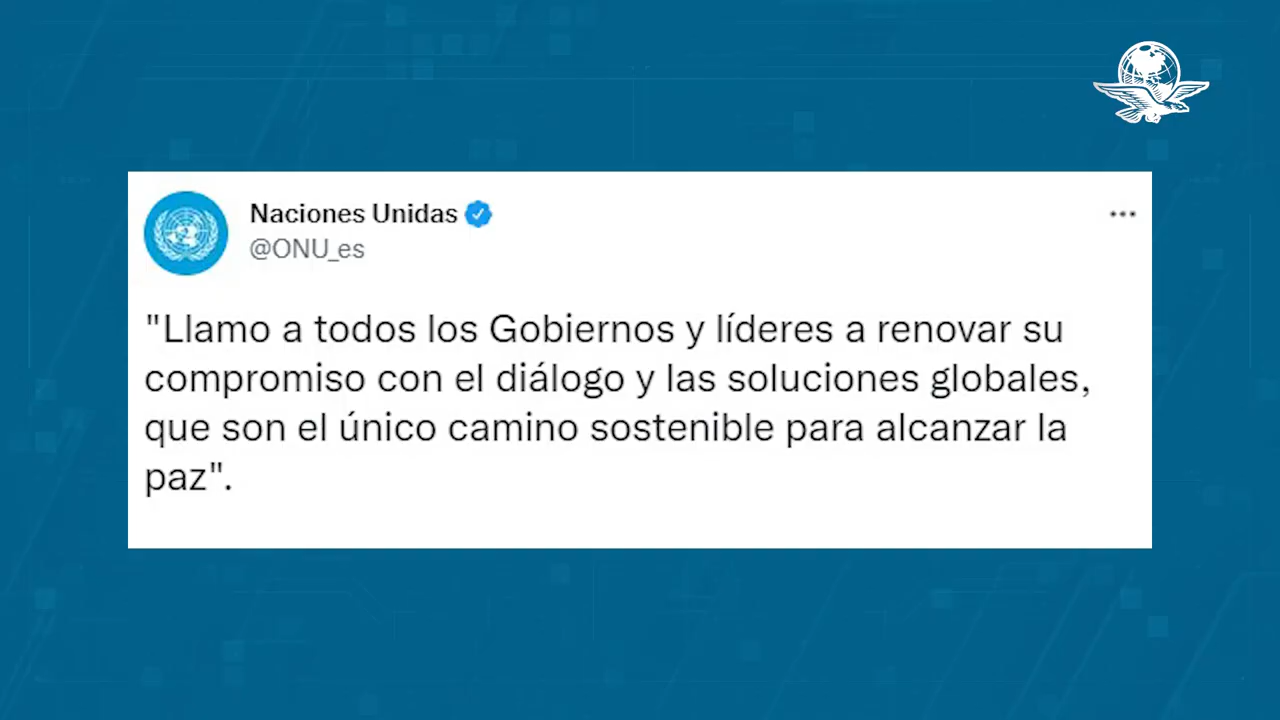 Naciones Unidas
@ONU_es
"Llamo a todos los Gobiernos y líderes a renovar su
compromiso con el diálogo y las soluciones globales,
que son el único camino sostenible para alcanzar la
paz".